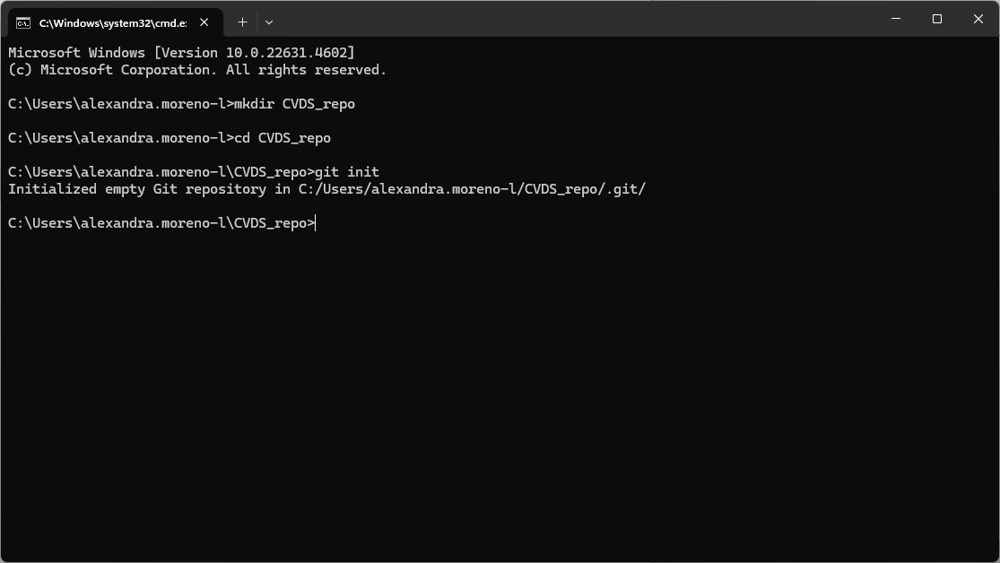 C:\Windows\system32\cmd.e:
Microsoft Windows [Version 10.0.22631.4602]
(c) Microsoft Corporation. All rights reserved.
C:\Users\alexandra.moreno-l>mkdir CVDS_repo
C:\Users\alexandra.moreno-l>cd CVDS_repo
C:\Users\alexandra.moreno-l\CVDS_repo>git init
Initialized empty Git repository in C:/Users/alexandra.moreno-l/CVDS_repo/.git/
C:\Users\alexandra.moreno-l\CVDS_repo>